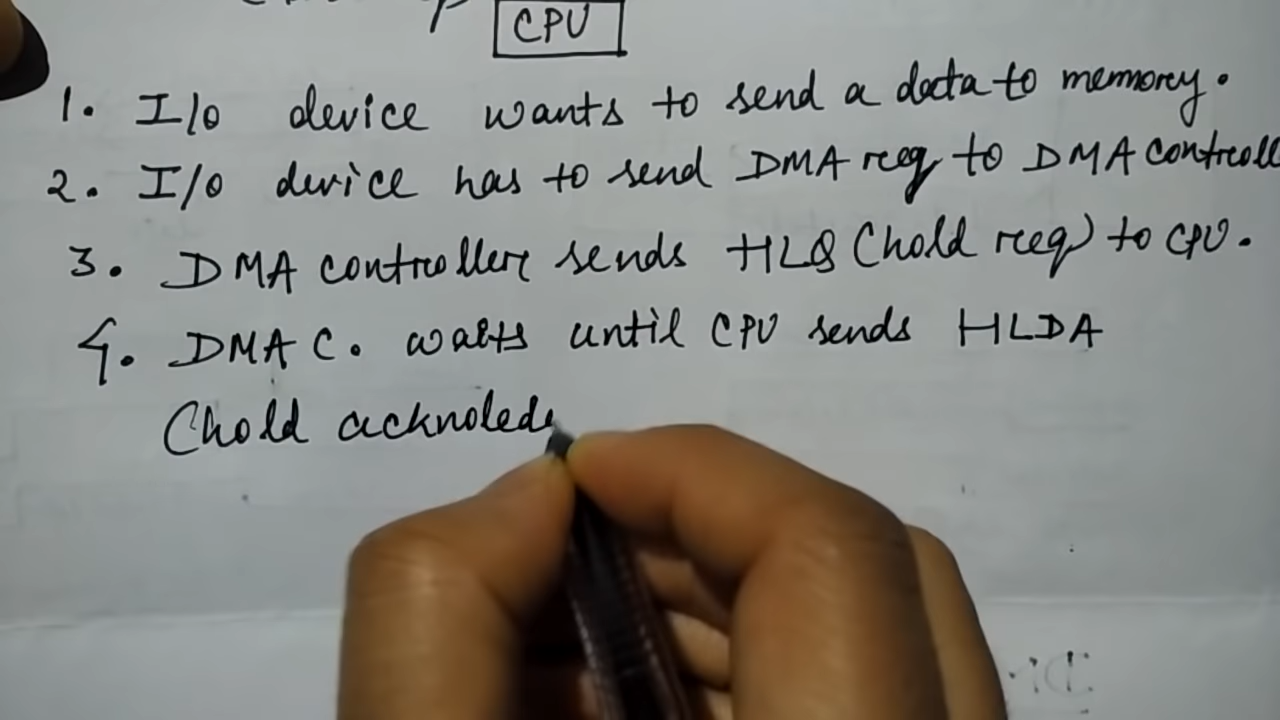 CPU
1. I/O device wants to send a data to memory.
2. I/O device has to send DMA req to DMA controll
3. DMA controller sends HLQ (hold req) to CPU.
4. DMA C. waits until CPU sends HLDA
(hold acknolede